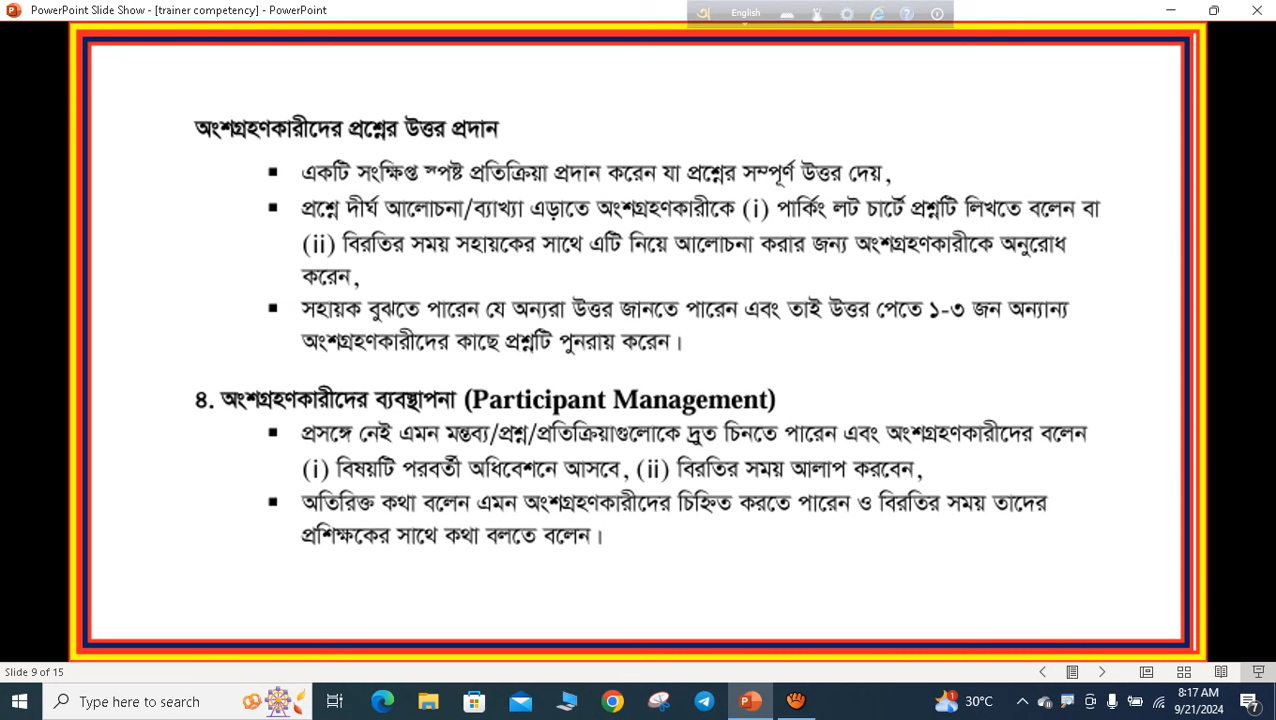 PowerPoint Slide Show - [trainer competency] - PowerPoint
অ English
অংশগ্রহণকারীদের প্রশ্নের উত্তর প্রদান
▪ একটি সংক্ষিপ্ত স্পষ্ট প্রতিক্রিয়া প্রদান করেন যা প্রশ্নের সম্পূর্ণ উত্তর দেয়,
▪ প্রশ্নে দীর্ঘ আলোচনা/ব্যাখ্যা এড়াতে অংশগ্রহণকারীকে (i) পার্কিং লট চার্টে প্রশ্নটি লিখতে বলেন বা
(ii) বিরতির সময় সহায়কের সাথে এটি নিয়ে আলোচনা করার জন্য অংশগ্রহণকারীকে অনুরোধ
করেন,
▪ সহায়ক বুঝতে পারেন যে অন্যরা উত্তর জানতে পারেন এবং তাই উত্তর পেতে ১-৩ জন অন্যান্য
অংশগ্রহণকারীদের কাছে প্রশ্নটি পুনরায় করেন।
৪. অংশগ্রহণকারীদের ব্যবস্থাপনা (Participant Management)
▪ প্রসঙ্গে নেই এমন মন্তব্য/প্রশ্ন/প্রতিক্রিয়াগুলোকে দ্রুত চিনতে পারেন এবং অংশগ্রহণকারীদের বলেন
(i) বিষয়টি পরবর্তী অধিবেশনে আসবে, (ii) বিরতির সময় আলাপ করবেন,
▪ অতিরিক্ত কথা বলেন এমন অংশগ্রহণকারীদের চিহ্নিত করতে পারেন ও বিরতির সময় তাদের
প্রশিক্ষকের সাথে কথা বলতে বলেন।
Slide 9 of 15
Type here to search
1
30°C
8:17 AM
9/21/2024
7